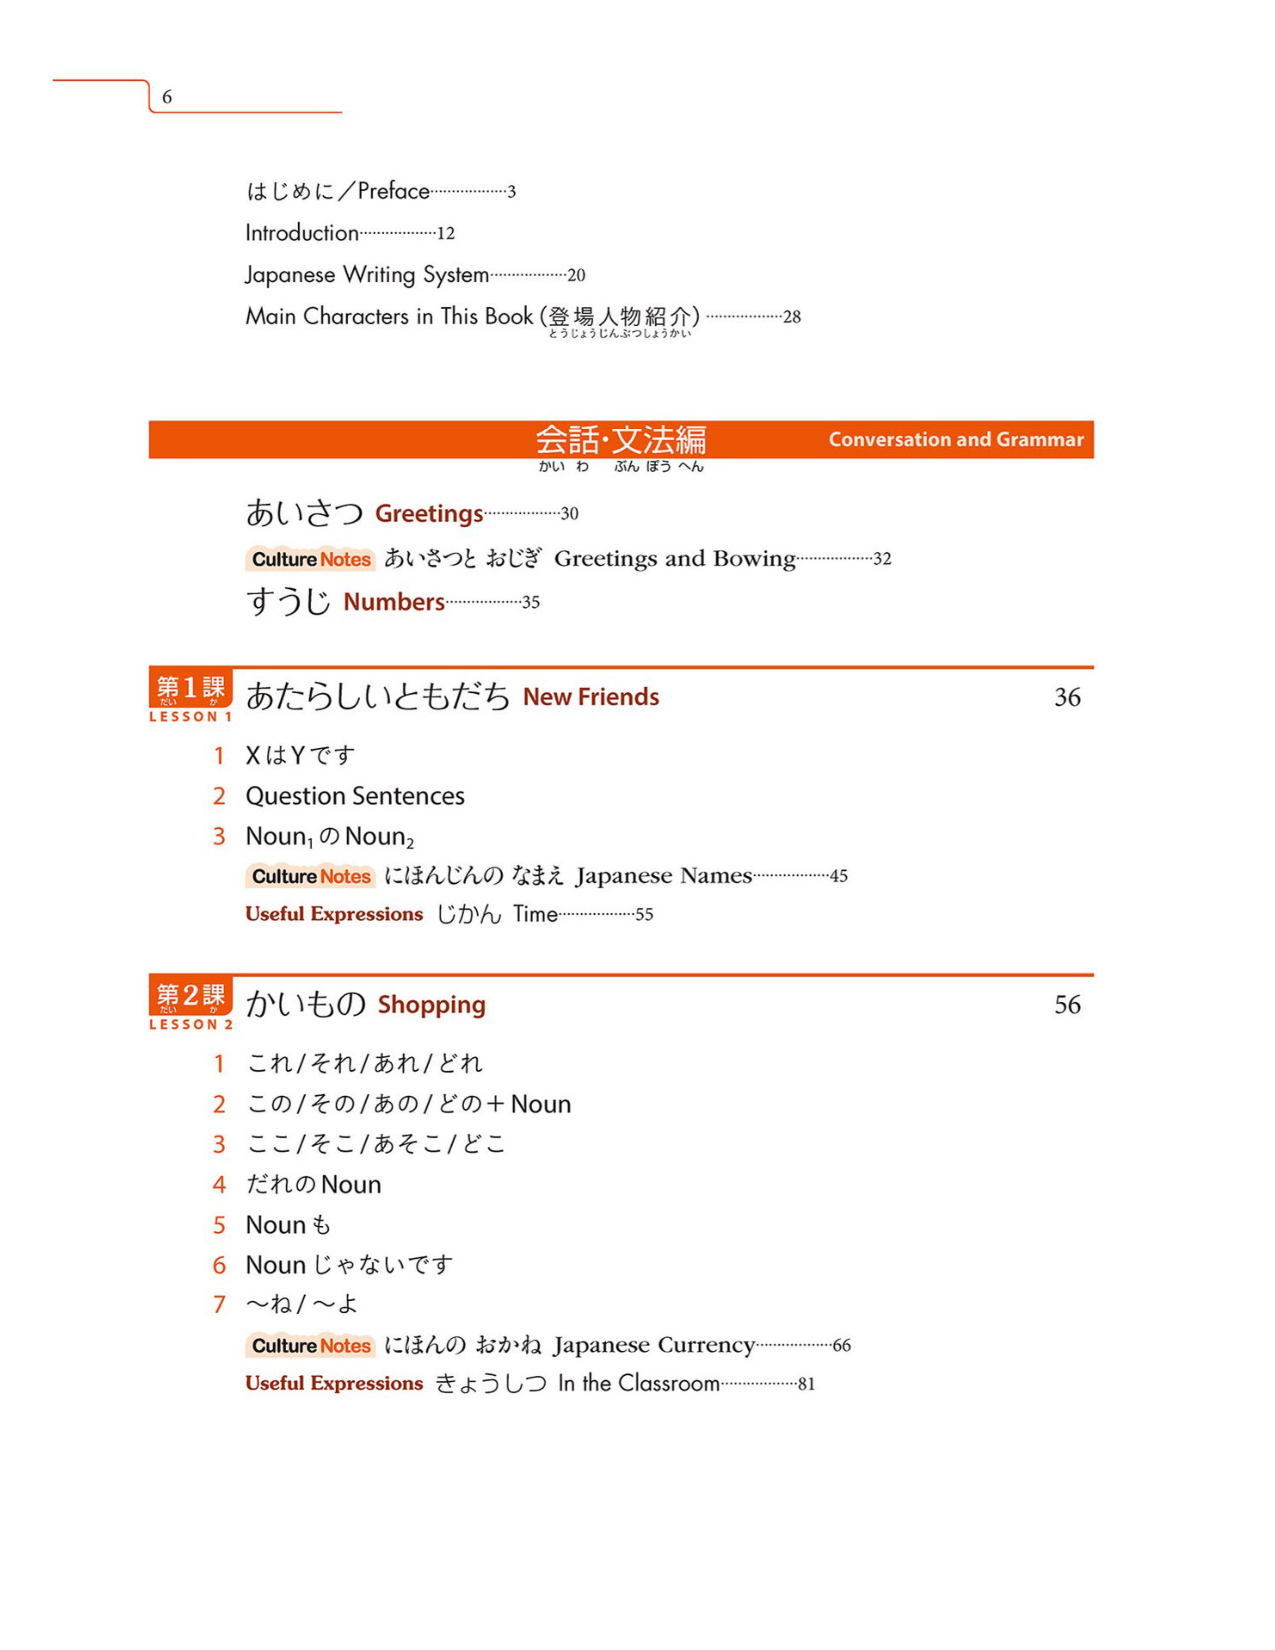 6
はじめに／Preface··················3
Introduction··················12
Japanese Writing System··················20
Main Characters in This Book (登場人物紹介) ··················28
とうじょうじんぶつしょうかい
会話・文法編 Conversation and Grammar
かい わ ぶん ぽう へん
あいさつ Greetings··················30
Culture Notes あいさつと おじぎ Greetings and Bowing··················32
すうじ Numbers··················35
第1課 あたらしいともだち New Friends 36
だい か
LESSON 1
1 XはYです
2 Question Sentences
3 Noun₁ の Noun₂
Culture Notes にほんじんの なまえ Japanese Names··················45
Useful Expressions じかん Time··················55
第2課 かいもの Shopping 56
だい か
LESSON 2
1 これ/それ/あれ/どれ
2 この/その/あの/どの＋Noun
3 ここ/そこ/あそこ/どこ
4 だれの Noun
5 Noun も
6 Noun じゃないです
7 〜ね/〜よ
Culture Notes にほんの おかね Japanese Currency··················66
Useful Expressions きょうしつ In the Classroom··················81